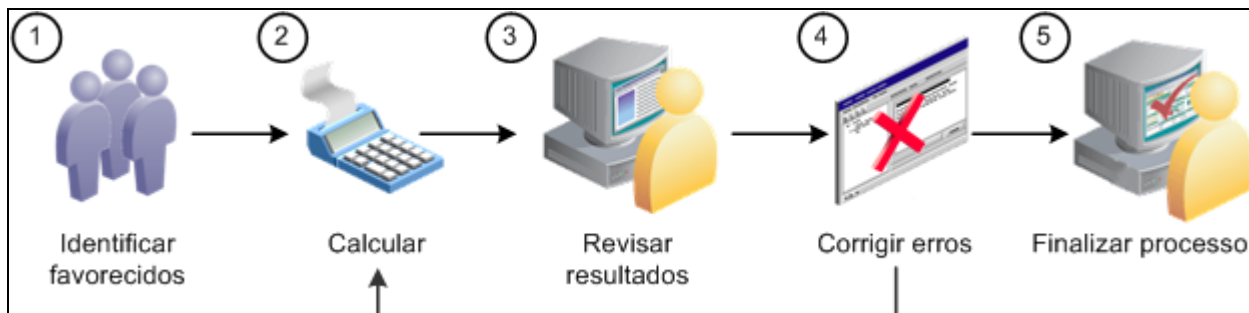 1
2
3
4
5
Identificar
favorecidos
Calcular
Revisar
resultados
Corrigir erros
Finalizar processo